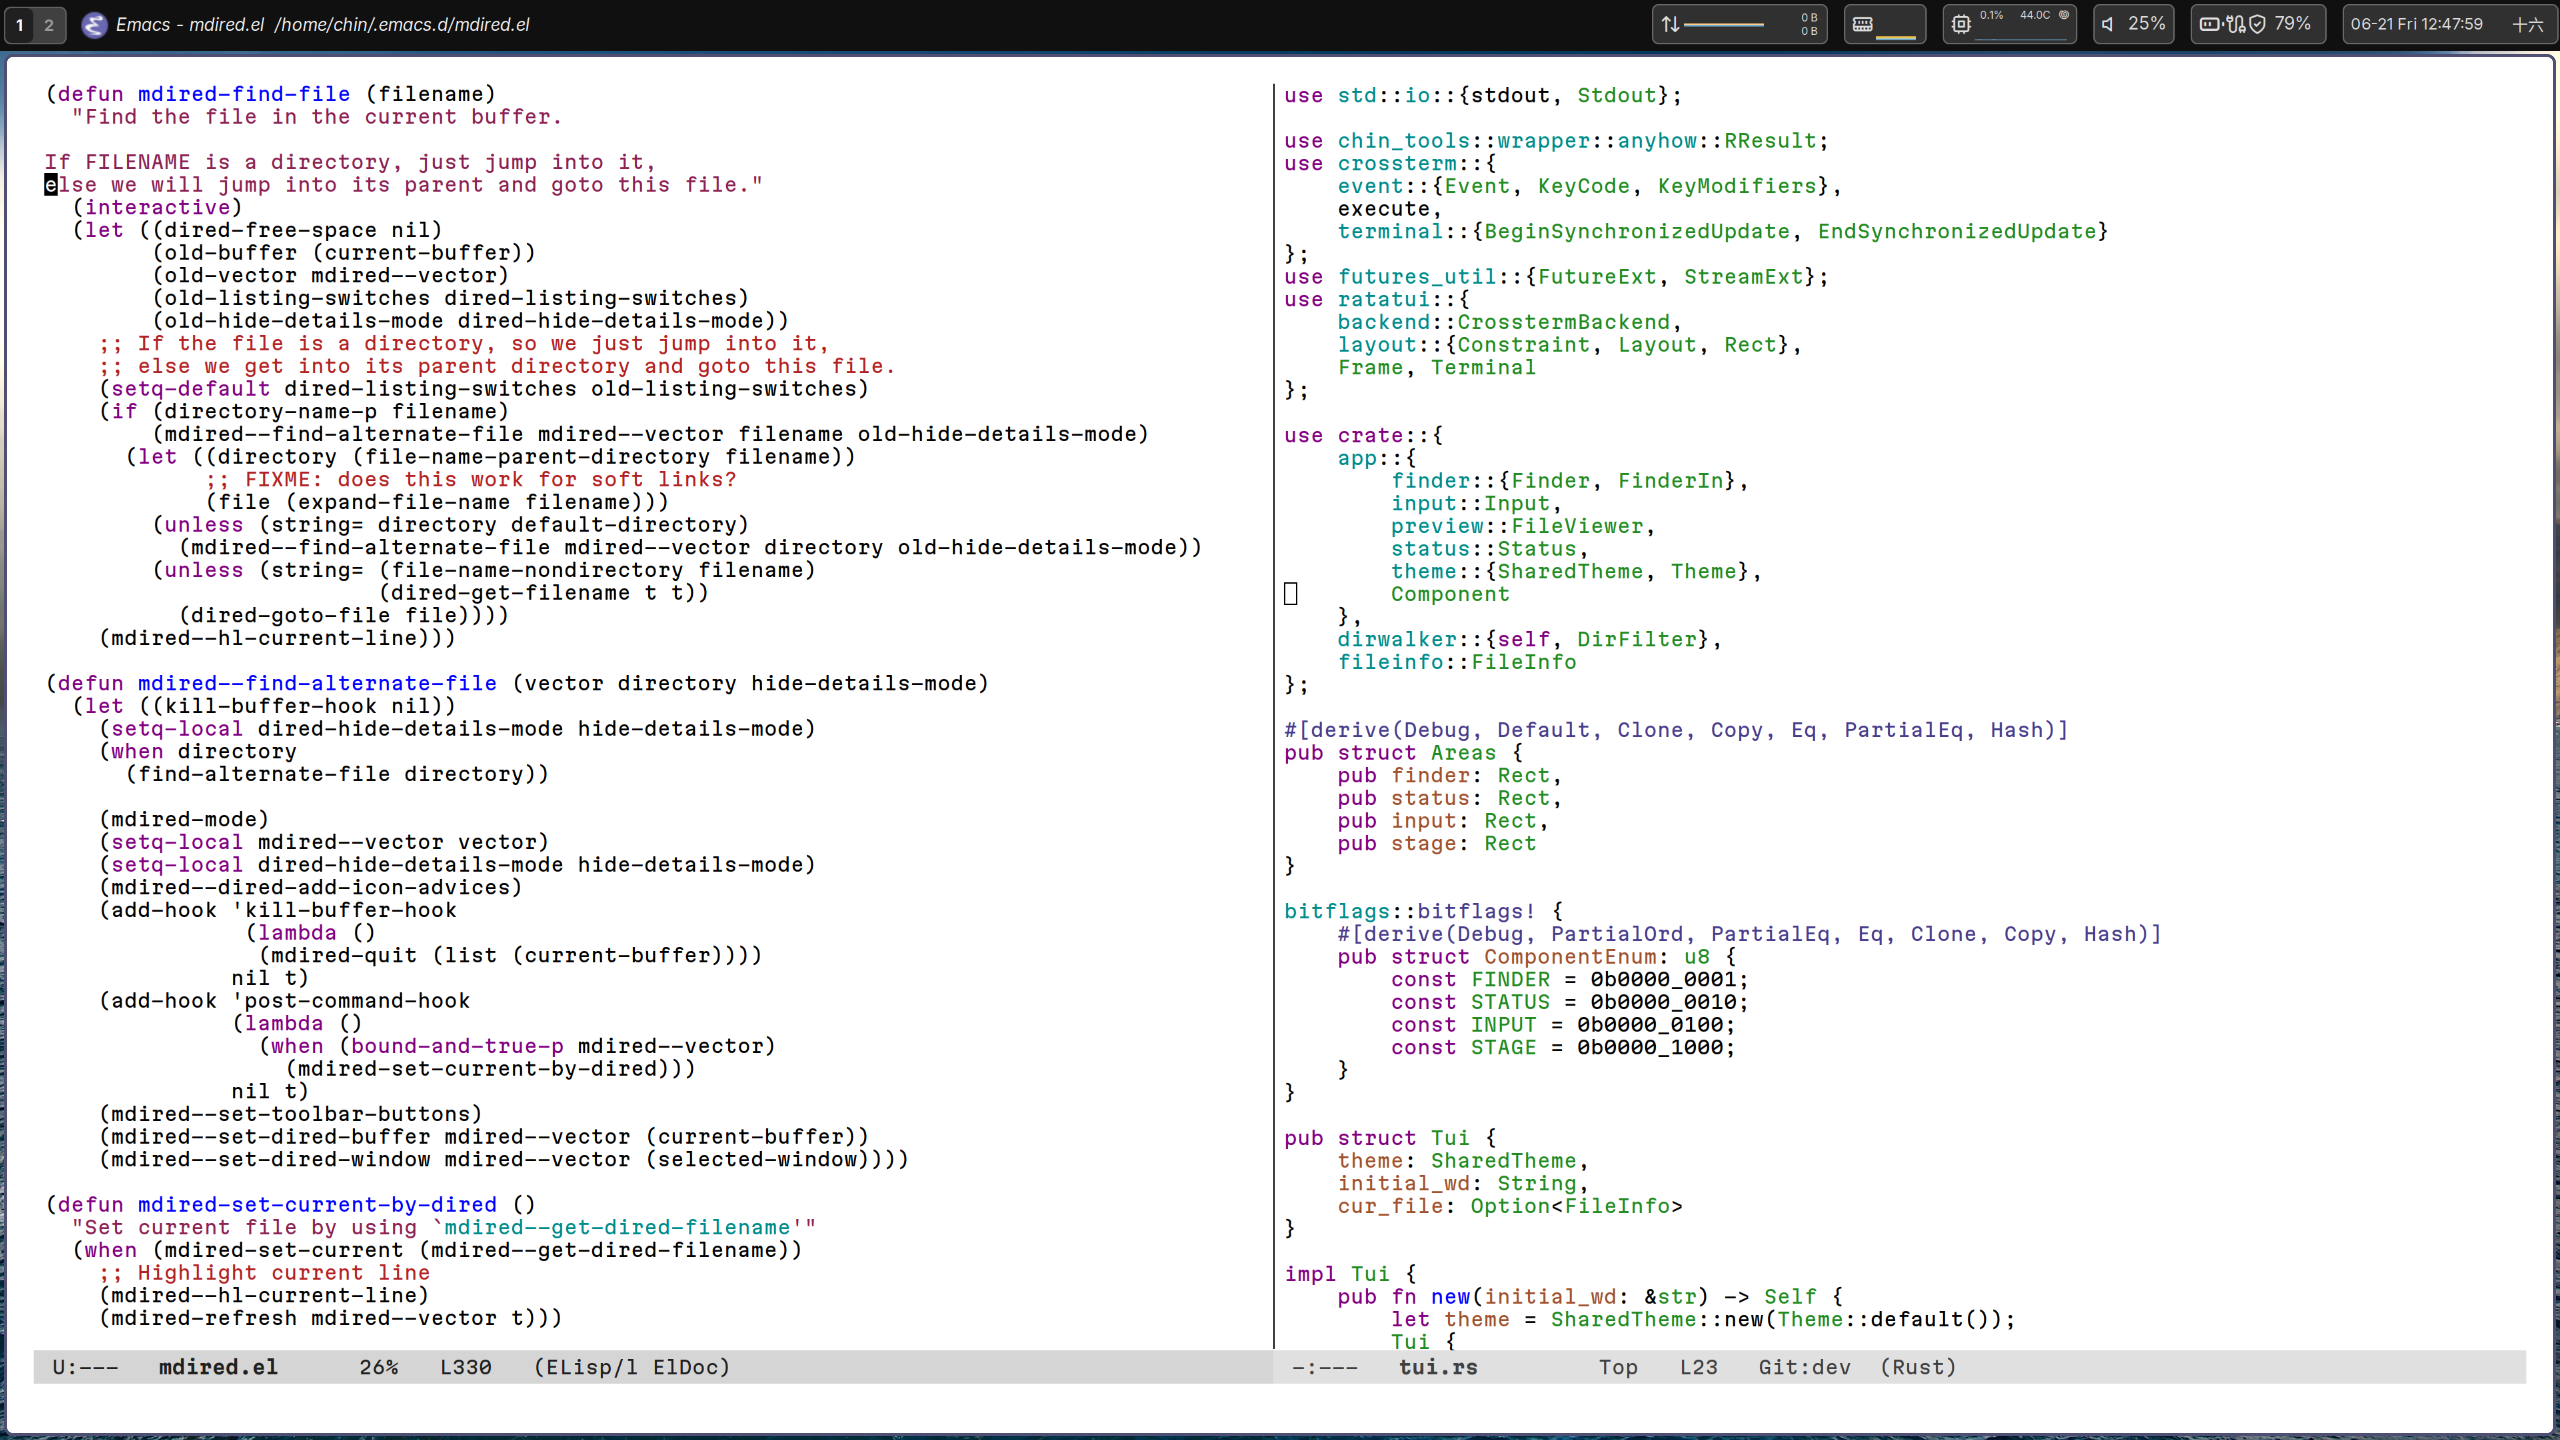 1 2 Emacs - mdired.el /home/chin/.emacs.d/mdired.el 0 B 0 B 0.1% 44.0C 25% 79% 06-21 Fri 12:47:59 十六
(defun mdired-find-file (filename)
  "Find the file in the current buffer.

If FILENAME is a directory, just jump into it,
else we will jump into its parent and goto this file."
  (interactive)
  (let ((dired-free-space nil)
        (old-buffer (current-buffer))
        (old-vector mdired--vector)
        (old-listing-switches dired-listing-switches)
        (old-hide-details-mode dired-hide-details-mode))
    ;; If the file is a directory, so we just jump into it,
    ;; else we get into its parent directory and goto this file.
    (setq-default dired-listing-switches old-listing-switches)
    (if (directory-name-p filename)
        (mdired--find-alternate-file mdired--vector filename old-hide-details-mode)
      (let ((directory (file-name-parent-directory filename))
            ;; FIXME: does this work for soft links?
            (file (expand-file-name filename)))
        (unless (string= directory default-directory)
          (mdired--find-alternate-file mdired--vector directory old-hide-details-mode))
        (unless (string= (file-name-nondirectory filename)
                         (dired-get-filename t t))
          (dired-goto-file file))))
    (mdired--hl-current-line)))

(defun mdired--find-alternate-file (vector directory hide-details-mode)
  (let ((kill-buffer-hook nil))
    (setq-local dired-hide-details-mode hide-details-mode)
    (when directory
      (find-alternate-file directory))

    (mdired-mode)
    (setq-local mdired--vector vector)
    (setq-local dired-hide-details-mode hide-details-mode)
    (mdired--dired-add-icon-advices)
    (add-hook 'kill-buffer-hook
               (lambda ()
                (mdired-quit (list (current-buffer))))
              nil t)
    (add-hook 'post-command-hook
              (lambda ()
                (when (bound-and-true-p mdired--vector)
                  (mdired-set-current-by-dired)))
              nil t)
    (mdired--set-toolbar-buttons)
    (mdired--set-dired-buffer mdired--vector (current-buffer))
    (mdired--set-dired-window mdired--vector (selected-window))))

(defun mdired-set-current-by-dired ()
  "Set current file by using `mdired--get-dired-filename'"
  (when (mdired-set-current (mdired--get-dired-filename))
    ;; Highlight current line
    (mdired--hl-current-line)
    (mdired-refresh mdired--vector t)))
U:--- mdired.el 26% L330 (ELisp/l ElDoc)
use std::io::{stdout, Stdout};

use chin_tools::wrapper::anyhow::RResult;
use crossterm::{
    event::{Event, KeyCode, KeyModifiers},
    execute,
    terminal::{BeginSynchronizedUpdate, EndSynchronizedUpdate}
};
use futures_util::{FutureExt, StreamExt};
use ratatui::{
    backend::CrosstermBackend,
    layout::{Constraint, Layout, Rect},
    Frame, Terminal
};

use crate::{
    app::{
        finder::{Finder, FinderIn},
        input::Input,
        preview::FileViewer,
        status::Status,
        theme::{SharedTheme, Theme},
        Component
    },
    dirwalker::{self, DirFilter},
    fileinfo::FileInfo
};

#[derive(Debug, Default, Clone, Copy, Eq, PartialEq, Hash)]
pub struct Areas {
    pub finder: Rect,
    pub status: Rect,
    pub input: Rect,
    pub stage: Rect
}

bitflags::bitflags! {
    #[derive(Debug, PartialOrd, PartialEq, Eq, Clone, Copy, Hash)]
    pub struct ComponentEnum: u8 {
        const FINDER = 0b0000_0001;
        const STATUS = 0b0000_0010;
        const INPUT = 0b0000_0100;
        const STAGE = 0b0000_1000;
    }
}

pub struct Tui {
    theme: SharedTheme,
    initial_wd: String,
    cur_file: Option<FileInfo>
}

impl Tui {
    pub fn new(initial_wd: &str) -> Self {
        let theme = SharedTheme::new(Theme::default());
        Tui {
-:--- tui.rs Top L23 Git:dev (Rust)